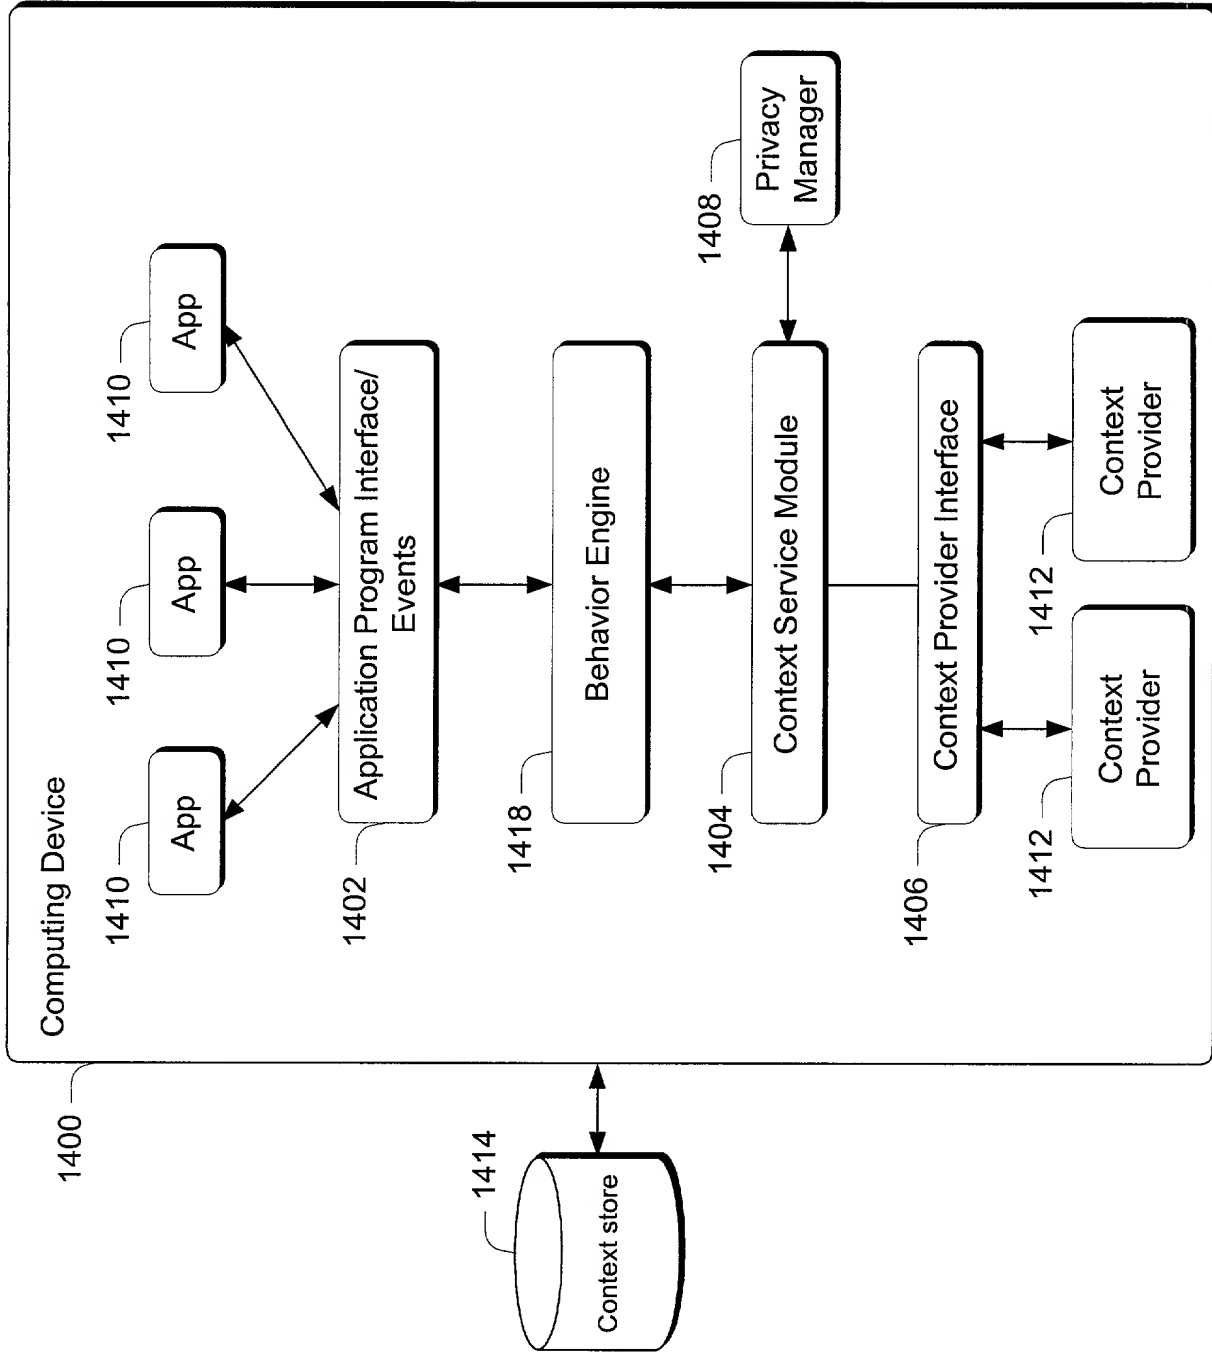 1400
Computing Device
1410
App
1410
App
1410
App
1402
Application Program Interface/
Events
1418
Behavior Engine
1414
Context store
1404
Context Service Module
1408
Privacy
Manager
1406
Context Provider Interface
1412
Context
Provider
1412
Context
Provider